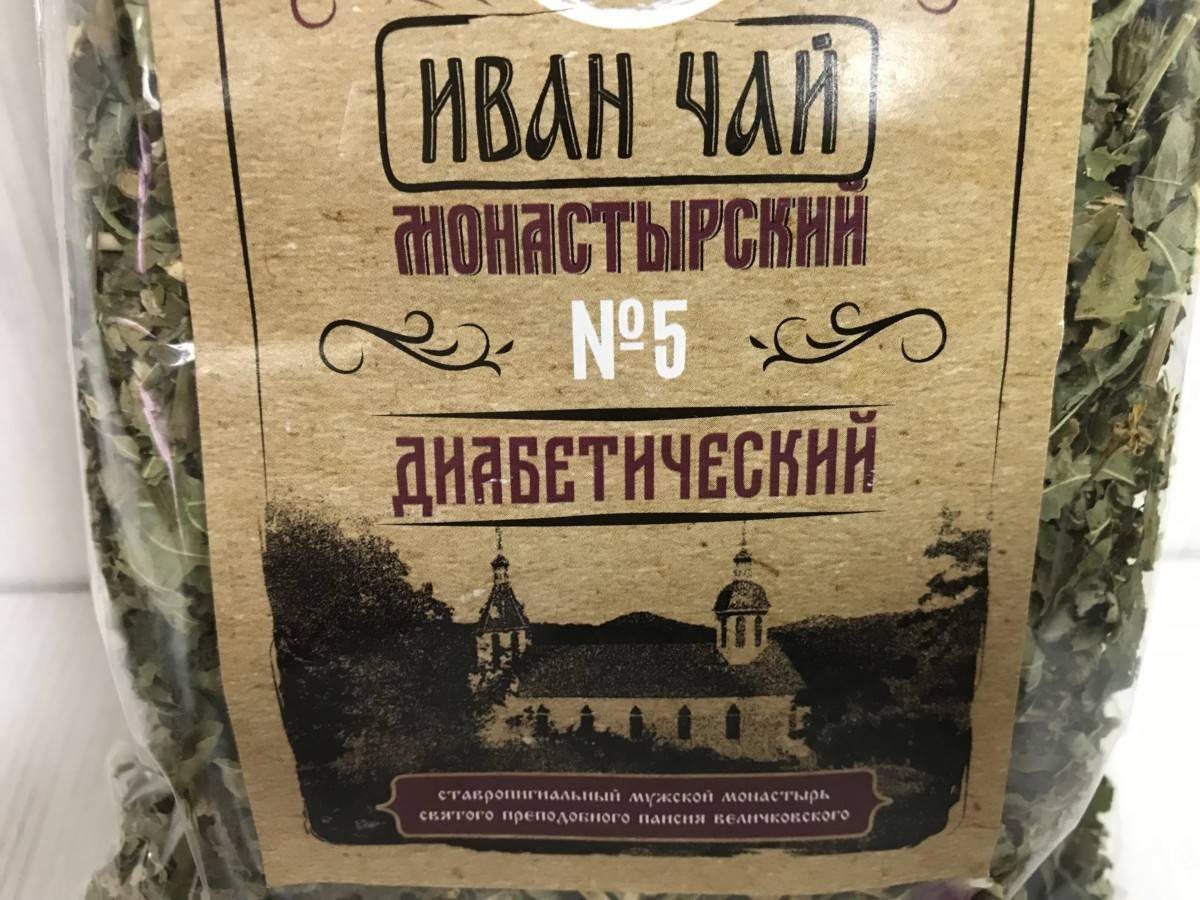 ИВАН ЧАЙ
МОНАСТЫРСКИЙ
№5
ДИАБЕТИЧЕСКИЙ
СТАВРОПИГИАЛЬНЫЙ МУЖСКОЙ МОНАСТЫРЬ
СВЯТОГО ПРЕПОДОБНОГО ПАИСИЯ ВЕЛИЧКОВСКОГО